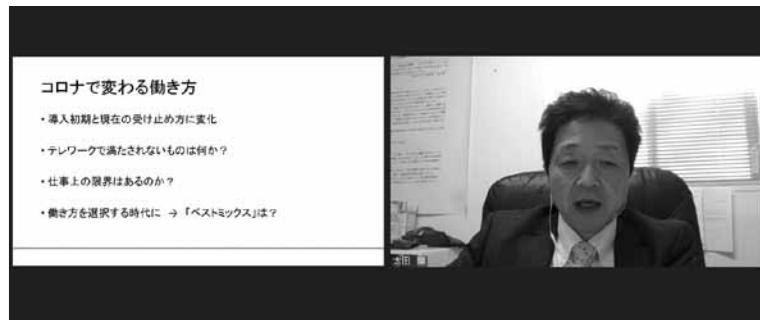 コロナで変わる働き方
・導入初期と現在の受け止め方に変化
・テレワークで満たされないものは何か？
・仕事上の限界はあるのか？
・働き方を選択する時代に → 「ベストミックス」は？
太田